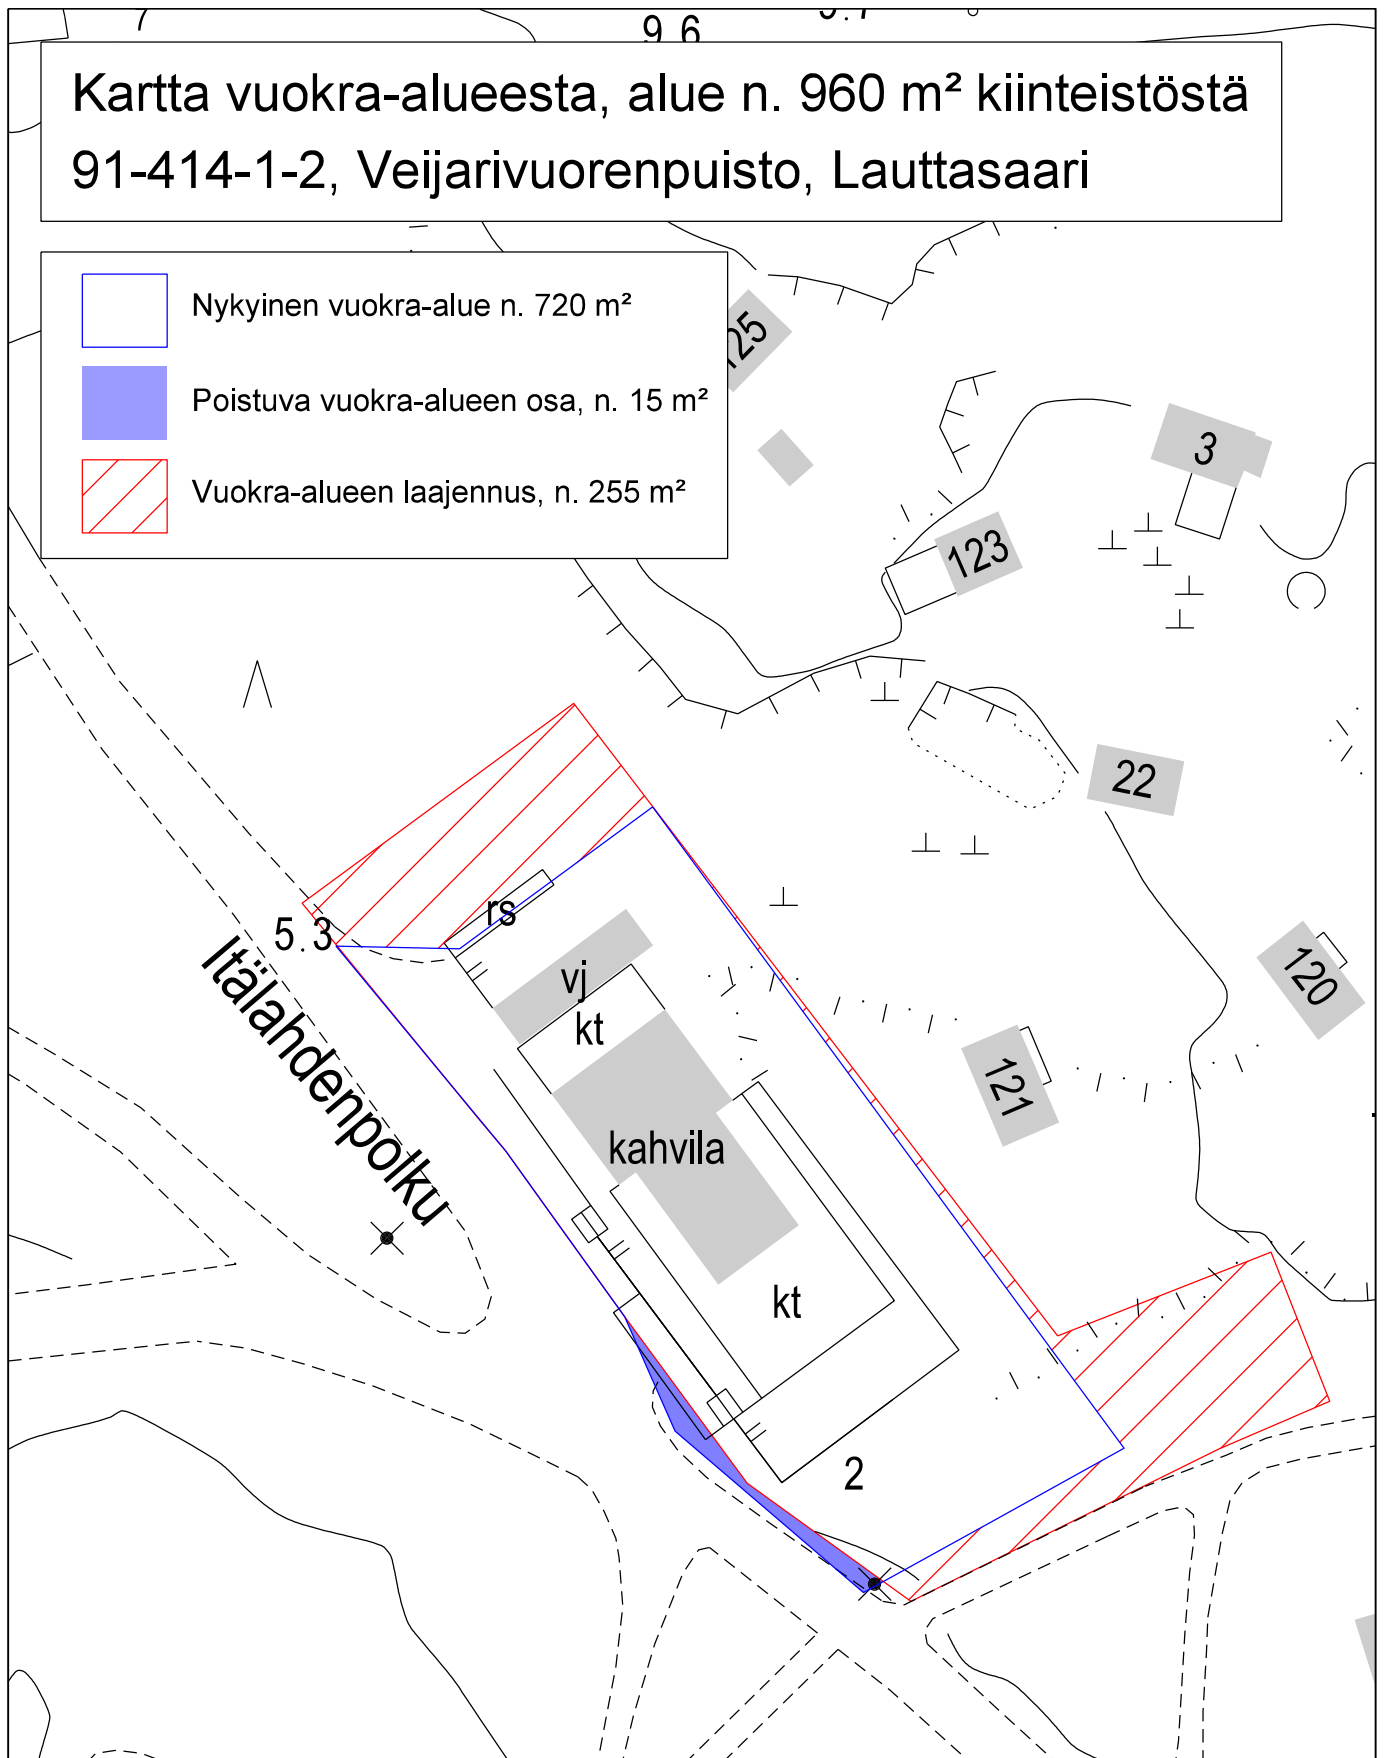 7
9.6
Kartta vuokra-alueesta, alue n. 960 m² kiinteistöstä
91-414-1-2, Veijarivuorenpuisto, Lauttasaari
Nykyinen vuokra-alue n. 720 m²
Poistuva vuokra-alueen osa, n. 15 m²
Vuokra-alueen laajennus, n. 255 m²
3
123
22
rs
5.3
Itälahdenpolku
vj
kt
120
121
kahvila
kt
2